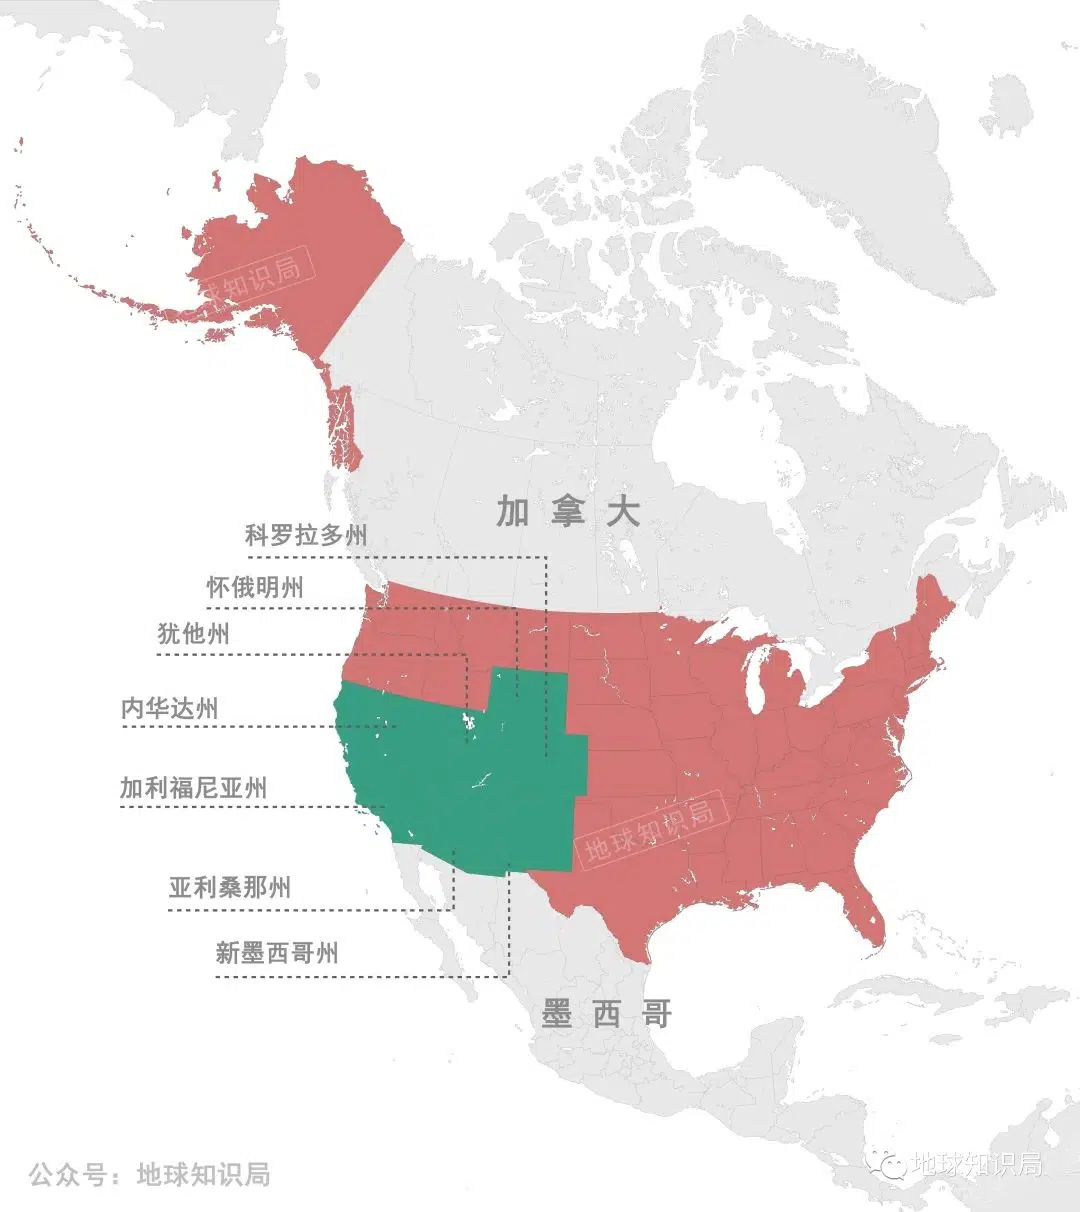 地球知识局
加拿大
科罗拉多州
怀俄明州
犹他州
内华达州
加利福尼亚州
地球知识局
亚利桑那州
新墨西哥州
墨西哥
公众号：地球知识局
地球知识局